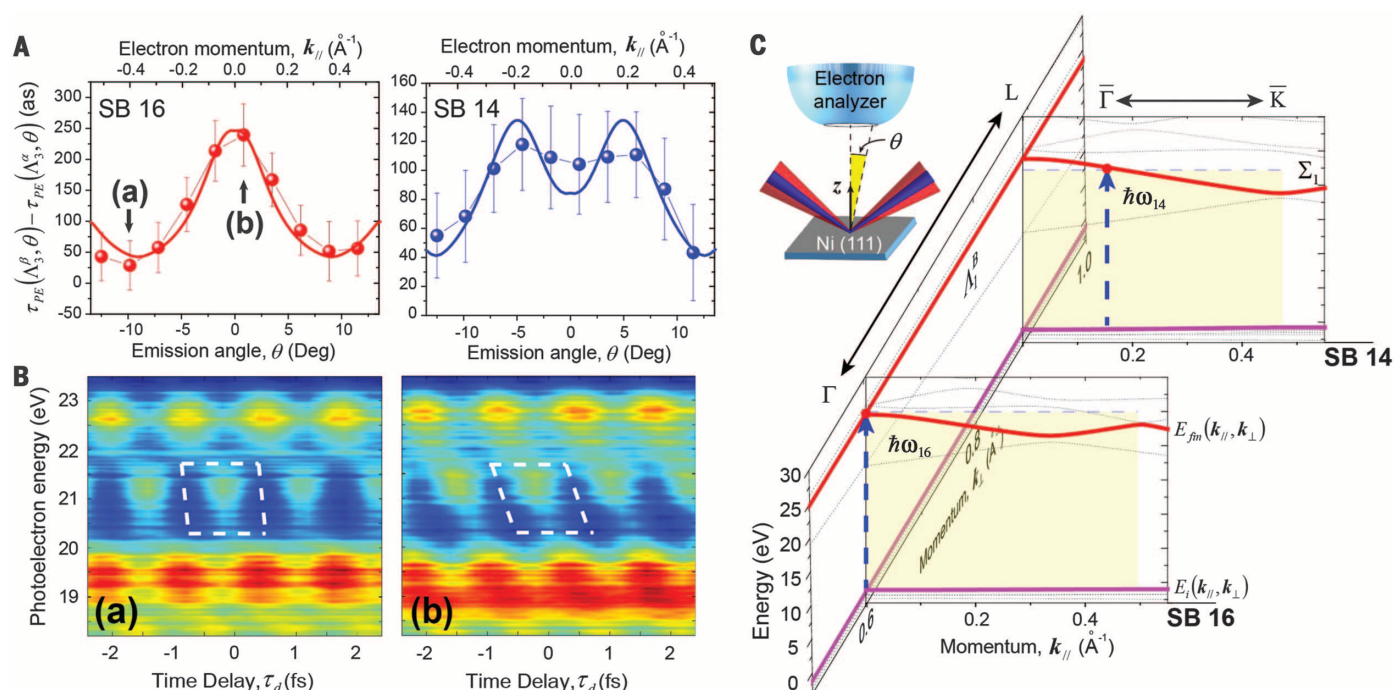 A
Electron momentum, k// (Å-1)
-0.4 -0.2 0.0 0.2 0.4
SB 16
(a)
(b)
300
250
200
150
100
50
0
50
τPE(Λ3β,θ)−τPE(Λ3α,θ) (as)
-10 -5 0 5 10
Emission angle, θ (Deg)
Electron momentum, k// (Å-1)
-0.4 -0.2 0.0 0.2 0.4
SB 14
160
140
120
100
80
60
40
20
0
-10 -5 0 5 10
Emission angle, θ (Deg)
B
Photoelectron energy (eV)
23
22
21
20
19
(a)
-2 -1 0 1 2
Time Delay, τd (fs)
(b)
-2 -1 0 1 2
Time Delay, τd (fs)
C
Electron
analyzer
θ
z
Ni (111)
L
Γ
Λ1B
Γ̅ K̅
Σ1
ħω14
1.0
0.2 0.4
SB 14
ħω16
Efin(k//,k⊥)
0.8
Momentum, k⊥ (Å-1)
Ei(k//,k⊥)
0.6
SB 16
Energy (eV)
30
25
20
15
10
5
0
0.2 0.4
Momentum, k// (Å-1)